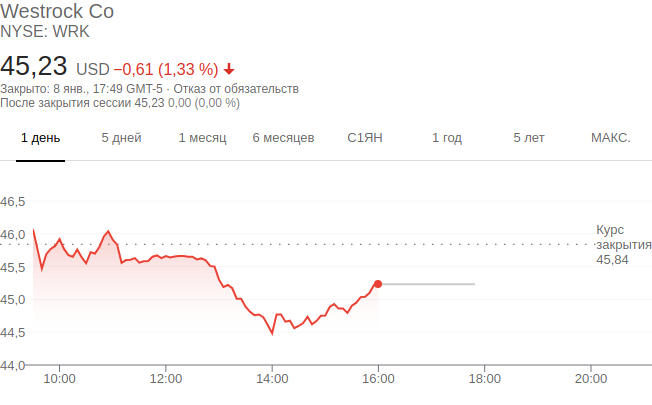 Westrock Co
NYSE: WRK
45,23 USD −0,61 (1,33 %)
Закрыто: 8 янв., 17:49 GMT-5 · Отказ от обязательств
После закрытия сессии 45,23 0,00 (0,00 %)
1 день 5 дней 1 месяц 6 месяцев С1ЯН 1 год 5 лет МАКС.
46,5
46,0
45,5
45,0
44,5
44,0
Курс
закрытия
45,84
10:00 12:00 14:00 16:00 18:00 20:00